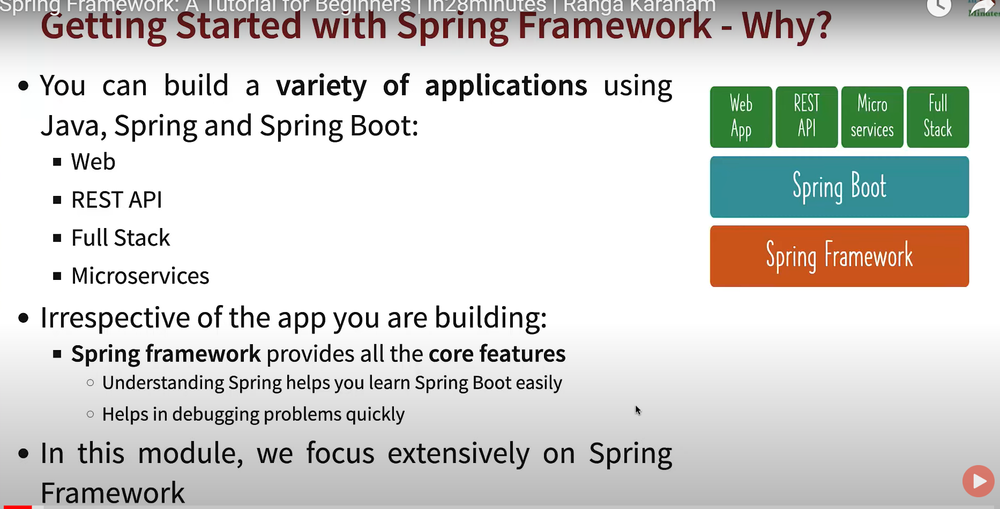 Spring Framework: A Tutorial for Beginners | in28minutes | Ranga Karanam
Minutes
Getting Started with Spring Framework - Why?
• You can build a variety of applications using
Java, Spring and Spring Boot:
▪ Web
▪ REST API
▪ Full Stack
▪ Microservices
• Irrespective of the app you are building:
▪ Spring framework provides all the core features
○ Understanding Spring helps you learn Spring Boot easily
○ Helps in debugging problems quickly
• In this module, we focus extensively on Spring
Framework
Web
App
REST
API
Micro
services
Full
Stack
Spring Boot
Spring Framework